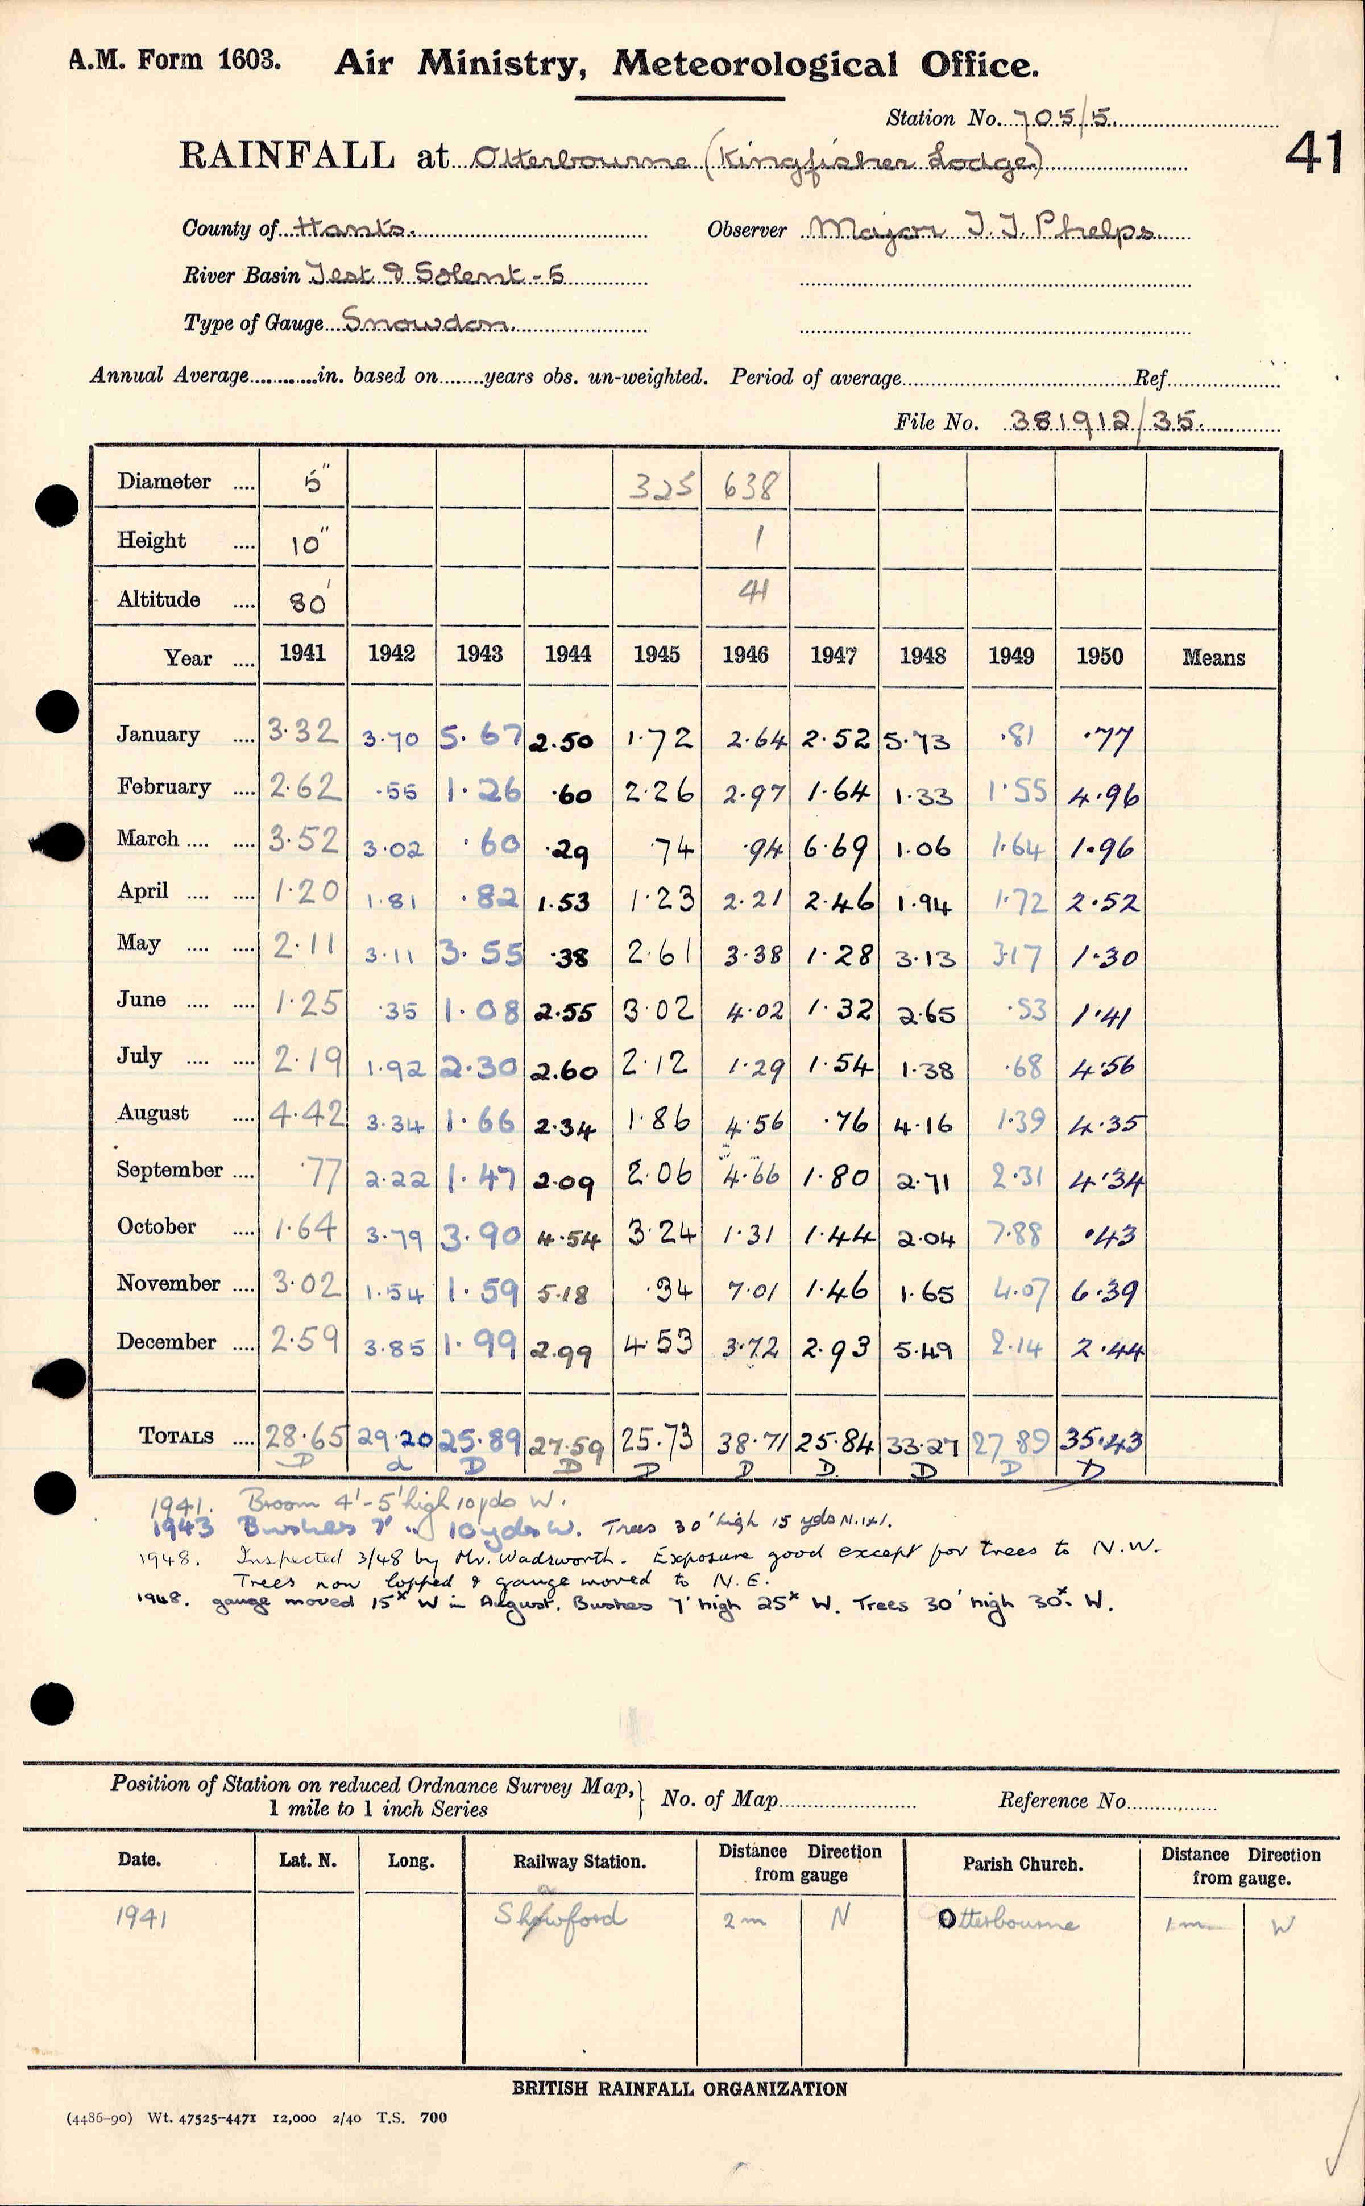 A.M. Form 1603. Air Ministry, Meteorological Office.
Station No. 705/5.
41
RAINFALL at Otterbourne (Kingfisher Lodge)
County of Hants. Observer Major J. J. Phelps
River Basin Test & Solent - 5
Type of Gauge Snowdon.
Annual Average............in. based on........years obs. un-weighted. Period of average.......... Ref..........
File No. 381912/35.
Diameter .... 5" 325 638
Height .... 10" 1
Altitude .... 80' 41
Year .... 1941 1942 1943 1944 1945 1946 1947 1948 1949 1950 Means
January .... 3.32 3.70 5.67 2.50 1.72 2.64 2.52 5.73 .81 .77
February .... 2.62 .55 1.26 .60 2.26 2.97 1.64 1.33 1.55 4.96
March .... .... 3.52 3.02 .60 .29 .74 .94 6.69 1.06 1.64 1.96
April .... .... 1.20 1.81 .82 1.53 1.23 2.21 2.46 1.94 1.72 2.52
May .... .... 2.11 3.11 3.55 .38 2.61 3.38 1.28 3.13 3.17 1.30
June .... .... 1.25 .35 1.08 2.55 3.02 4.02 1.32 2.65 .53 1.41
July .... .... 2.19 1.92 2.30 2.60 2.12 1.29 1.54 1.38 .68 4.56
August .... 4.42 3.34 1.66 2.34 1.86 4.56 .76 4.16 1.39 4.35
September .... .77 2.22 1.47 2.09 2.06 4.66 1.80 2.71 2.31 4.34
October .... 1.64 3.79 3.90 4.54 3.24 1.31 1.44 2.04 7.88 .43
November .... 3.02 1.54 1.59 5.18 .34 7.01 1.46 1.65 4.07 6.39
December .... 2.59 3.85 1.99 2.99 4.53 3.72 2.93 5.49 2.14 2.44
TOTALS .... 28.65 29.20 25.89 27.59 25.73 38.71 25.84 33.27 27.89 35.43
D d D D D D D. D D D
1941. Broom 4'-5' high 10 yds W.
1943 Bushes 7' " 10 yds W. Trees 30' high 15 yds N.W.
1948. Inspected 3/48 by Mr. Wadsworth. Exposure good except for trees to N.W.
Trees now lopped & gauge moved to N.E.
1948. gauge moved 15x W in August. Bushes 7' high 25x W. Trees 30' high 30x W.
Position of Station on reduced Ordnance Survey Map, } No. of Map.......... Reference No..........
1 mile to 1 inch Series
Date. Lat. N. Long. Railway Station. Distance Direction from gauge Parish Church. Distance Direction from gauge.
1941 Shawford 2m N Otterbourne 1m W
BRITISH RAINFALL ORGANIZATION
(4486-90) Wt. 47525-4471 12,000 2/40 T.S. 700